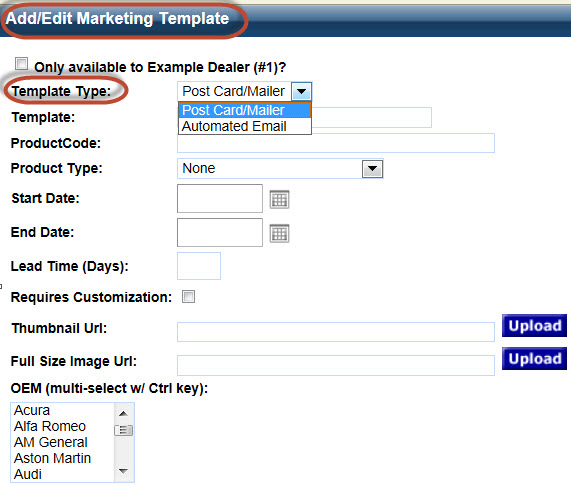 Add/Edit Marketing Template
Only available to Example Dealer (#1)?
Template Type: Post Card/Mailer
Post Card/Mailer
Automated Email
Template:
ProductCode:
Product Type: None
Start Date:
End Date:
Lead Time (Days):
Requires Customization:
Thumbnail Url: Upload
Full Size Image Url: Upload
OEM (multi-select w/ Ctrl key):
Acura
Alfa Romeo
AM General
Aston Martin
Audi